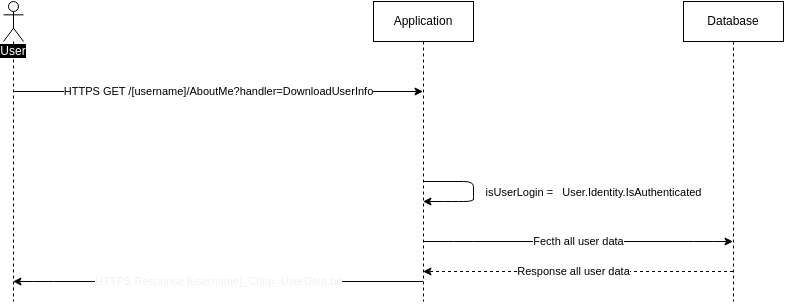 Application
Database
User
HTTPS GET /[username]/AboutMe?handler=DownloadUserInfo
isUserLogin = User.Identity.IsAuthenticated
Fecth all user data
Response all user data
HTTPS Response [username]_Chirp_UserData.txt